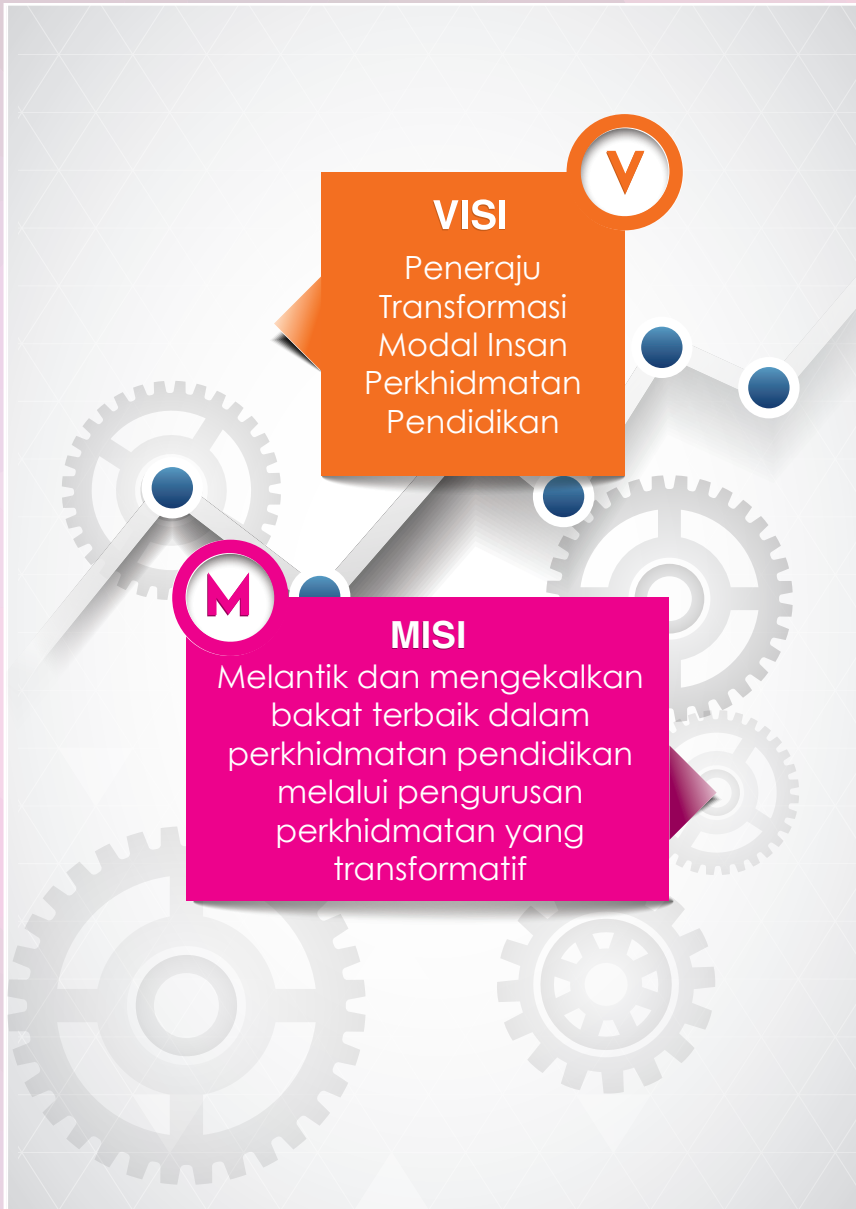 V
VISI
Peneraju
Transformasi
Modal Insan
Perkhidmatan
Pendidikan
M
MISI
Melantik dan mengekalkan
bakat terbaik dalam
perkhidmatan pendidikan
melalui pengurusan
perkhidmatan yang
transformatif